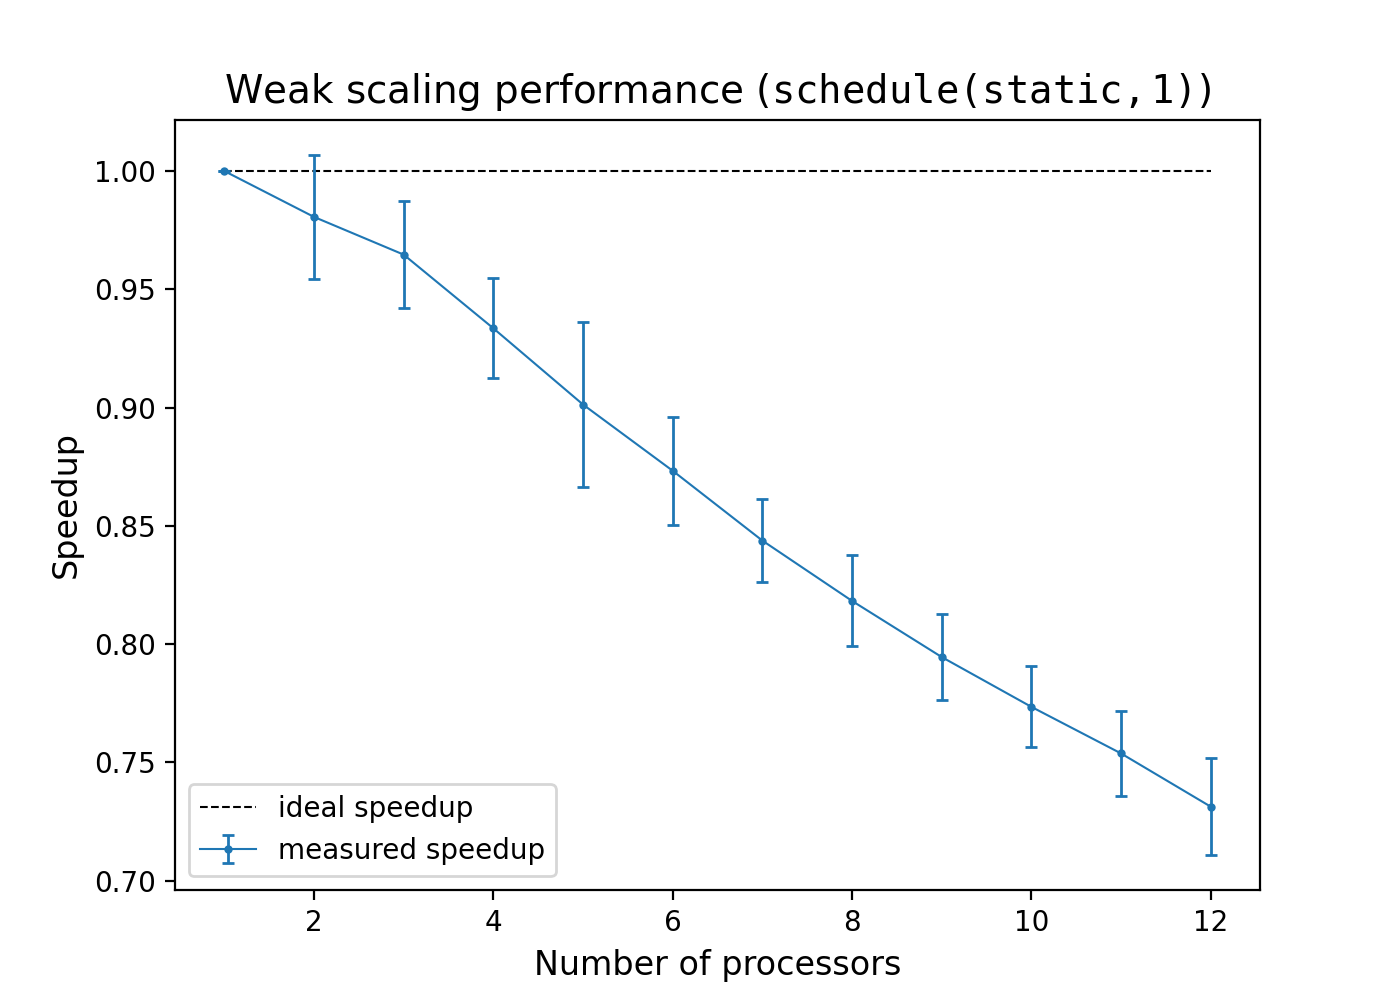 Weak scaling performance (schedule(static,1))
Speedup
1.00
0.95
0.90
0.85
0.80
0.75
0.70
ideal speedup
measured speedup
2 4 6 8 10 12
Number of processors